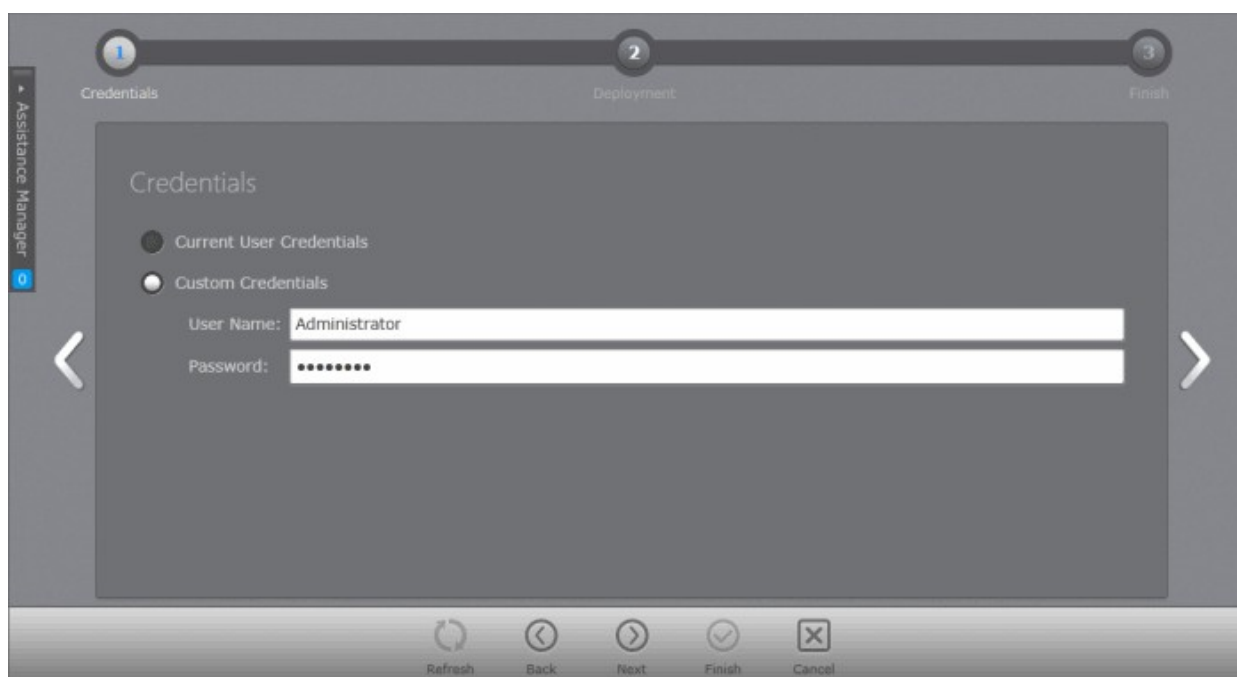 1
2
3
Credentials
Deployment
Finish
Assistance Manager
0
Credentials
Current User Credentials
Custom Credentials
User Name: Administrator
Password: ••••••••
Refresh
Back
Next
Finish
Cancel